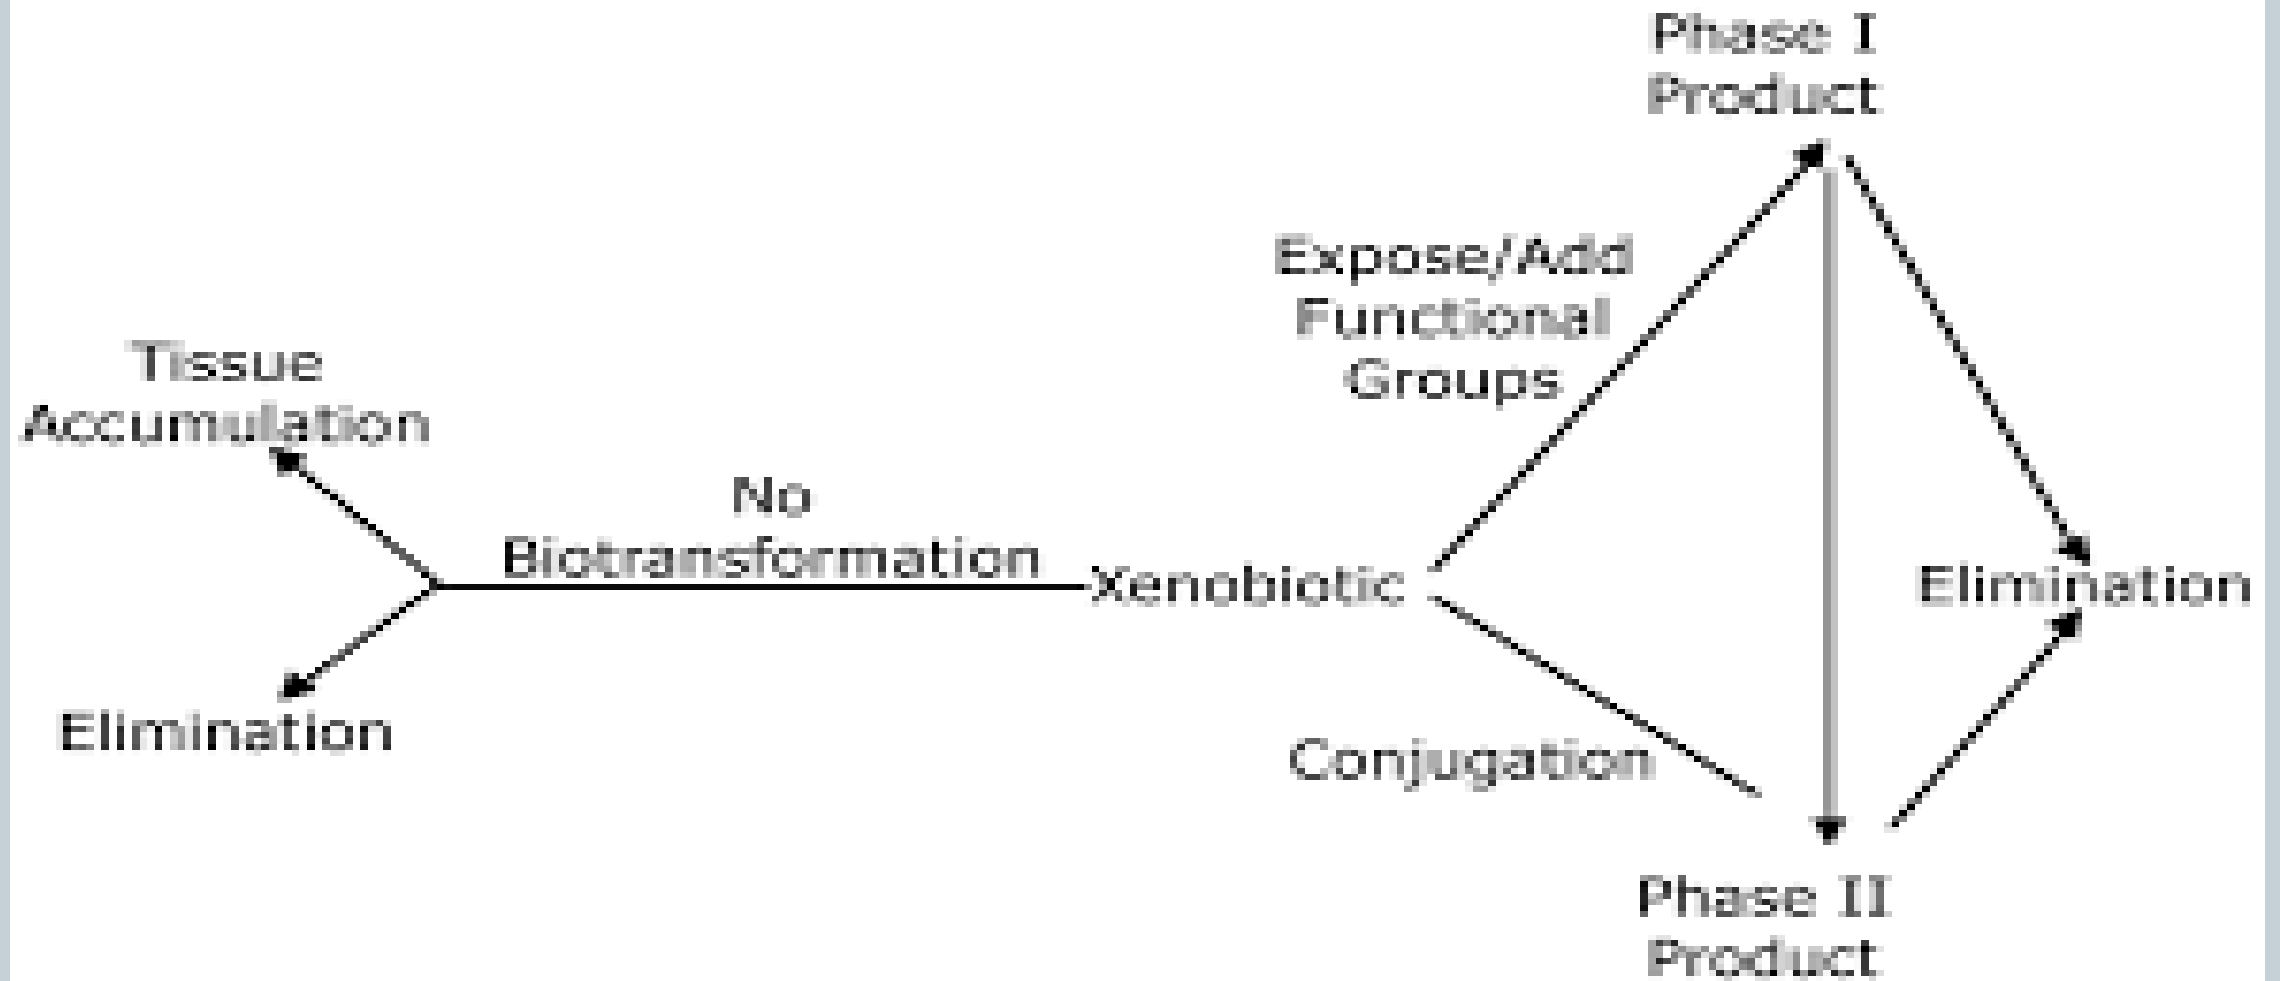 Phase I
Product
Expose/Add
Functional
Groups
Tissue
Accumulation
No
Biotransformation
Xenobiotic
Elimination
Elimination
Conjugation
Phase II
Product